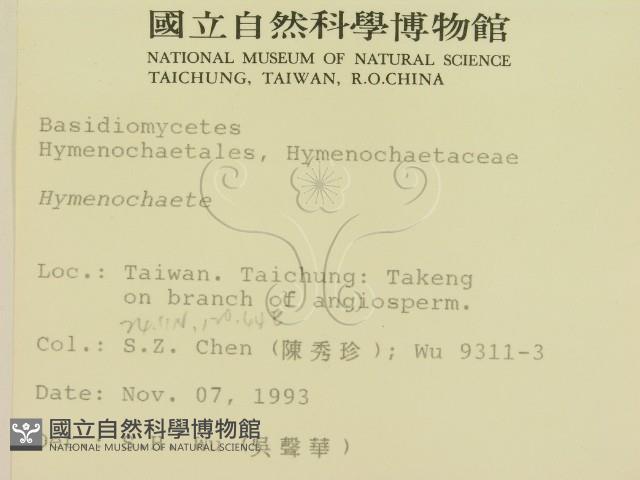 國立自然科學博物館
NATIONAL MUSEUM OF NATURAL SCIENCE
TAICHUNG, TAIWAN, R.O.CHINA
Basidiomycetes
Hymenochaetales, Hymenochaetaceae
Hymenochaete
Loc.: Taiwan. Taichung: Takeng
on branch of angiosperm.
Col.: S.Z. Chen (陳秀珍); Wu 9311-3
Date: Nov. 07, 1993
(吳聲華)
國立自然科學博物館
NATIONAL MUSEUM OF NATURAL SCIENCE